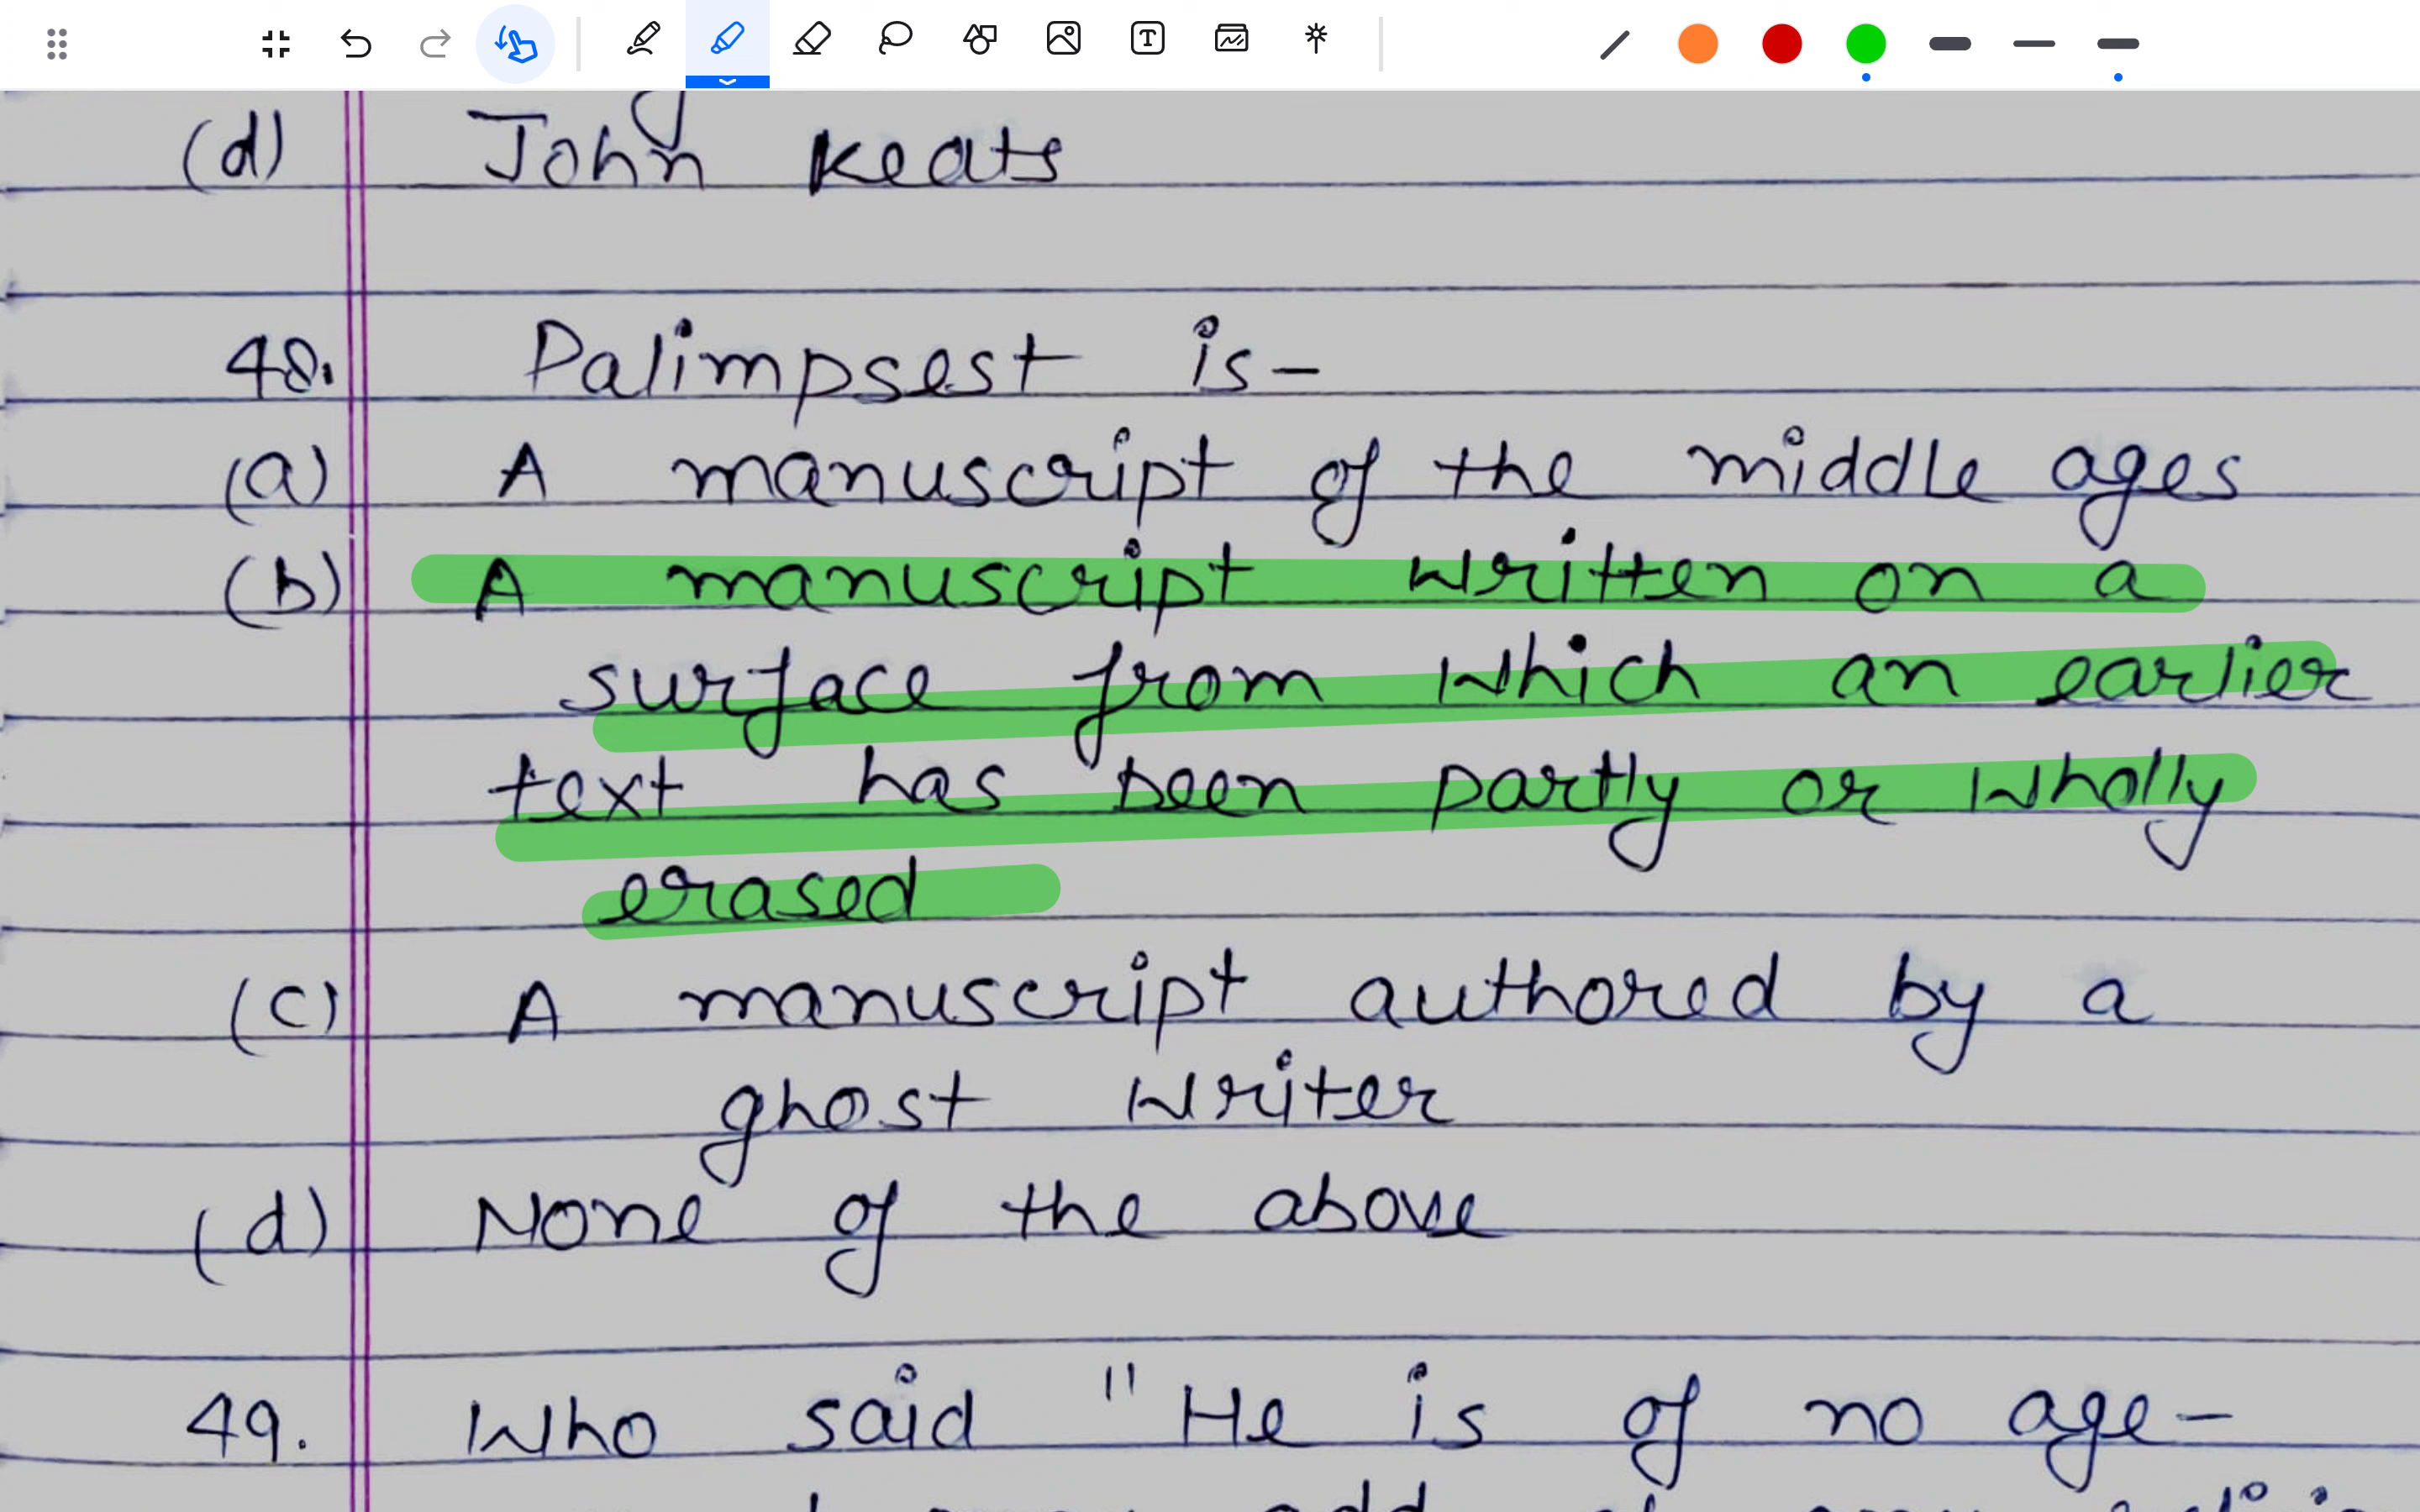 (d) John Keats
48. Palimpsest is-
(a) A manuscript of the middle ages
(b) A manuscript written on a
surface from which an earlier
text has been partly or wholly
erased
(c) A manuscript authored by a
ghost writer
(d) None of the above
49. Who said "He is of no age-